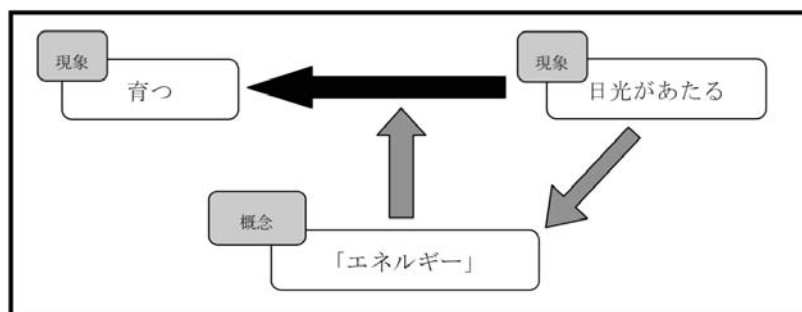 現象
育つ
現象
日光があたる
概念
「エネルギー」